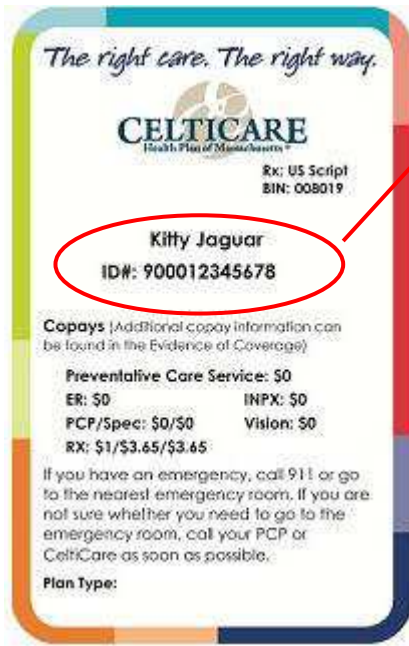 The right care. The right way.
CELTICARE
Health Plan of Massachusetts
Rx: US Script
BIN: 008019
Kitty Jaguar
ID#: 900012345678
Copays (Additional copay information can
be found in the Evidence of Coverage)
Preventative Care Service: $0
ER: $0 INPX: $0
PCP/Spec: $0/$0 Vision: $0
RX: $1/$3.65/$3.65
If you have an emergency, call 911 or go
to the nearest emergency room. If you are
not sure whether you need to go to the
emergency room, call your PCP or
CeltiCare as soon as possible.
Plan Type: